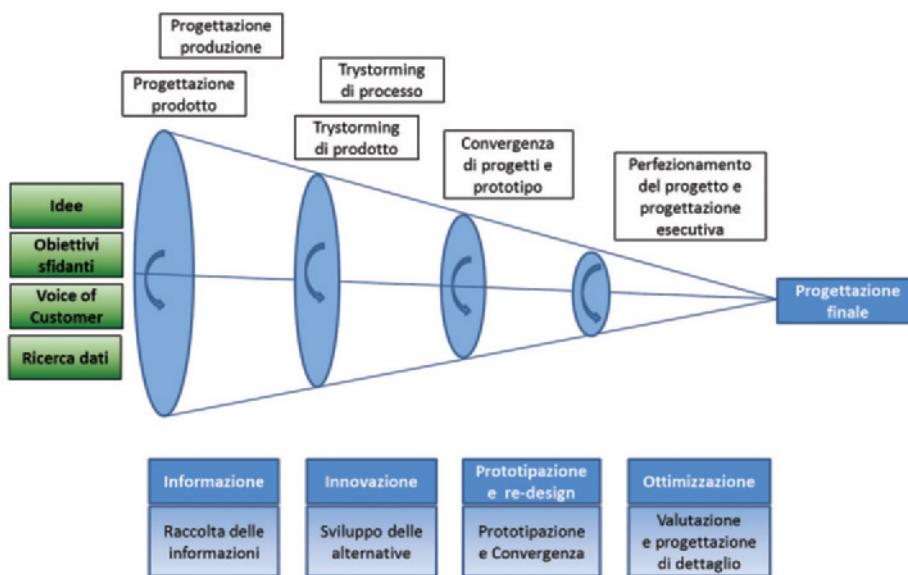 Progettazione
produzione
Progettazione
prodotto
Trystorming
di processo
Trystorming
di prodotto
Convergenza
di progetti e
prototipo
Perfezionamento
del progetto e
progettazione
esecutiva
Idee
Obiettivi
sfidanti
Voice of
Customer
Ricerca dati
Progettazione
finale
Informazione
Raccolta delle
informazioni
Innovazione
Sviluppo delle
alternative
Prototipazione
e re-design
Prototipazione
e Convergenza
Ottimizzazione
Valutazione
e progettazione
di dettaglio